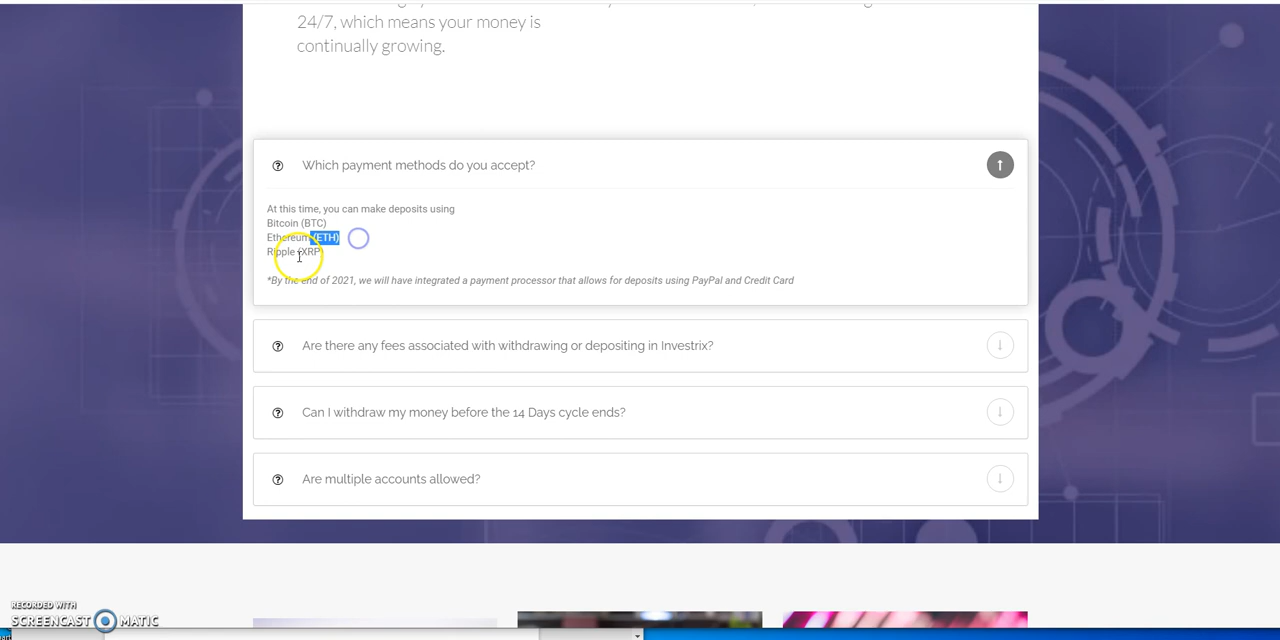 24/7, which means your money is
continually growing.
Which payment methods do you accept?
At this time, you can make deposits using
Bitcoin (BTC)
Ethereum (ETH)
Ripple (XRP)
*By the end of 2021, we will have integrated a payment processor that allows for deposits using PayPal and Credit Card
Are there any fees associated with withdrawing or depositing in Investrix?
Can I withdraw my money before the 14 Days cycle ends?
Are multiple accounts allowed?
RECORDED WITH
SCREENCAST MATIC